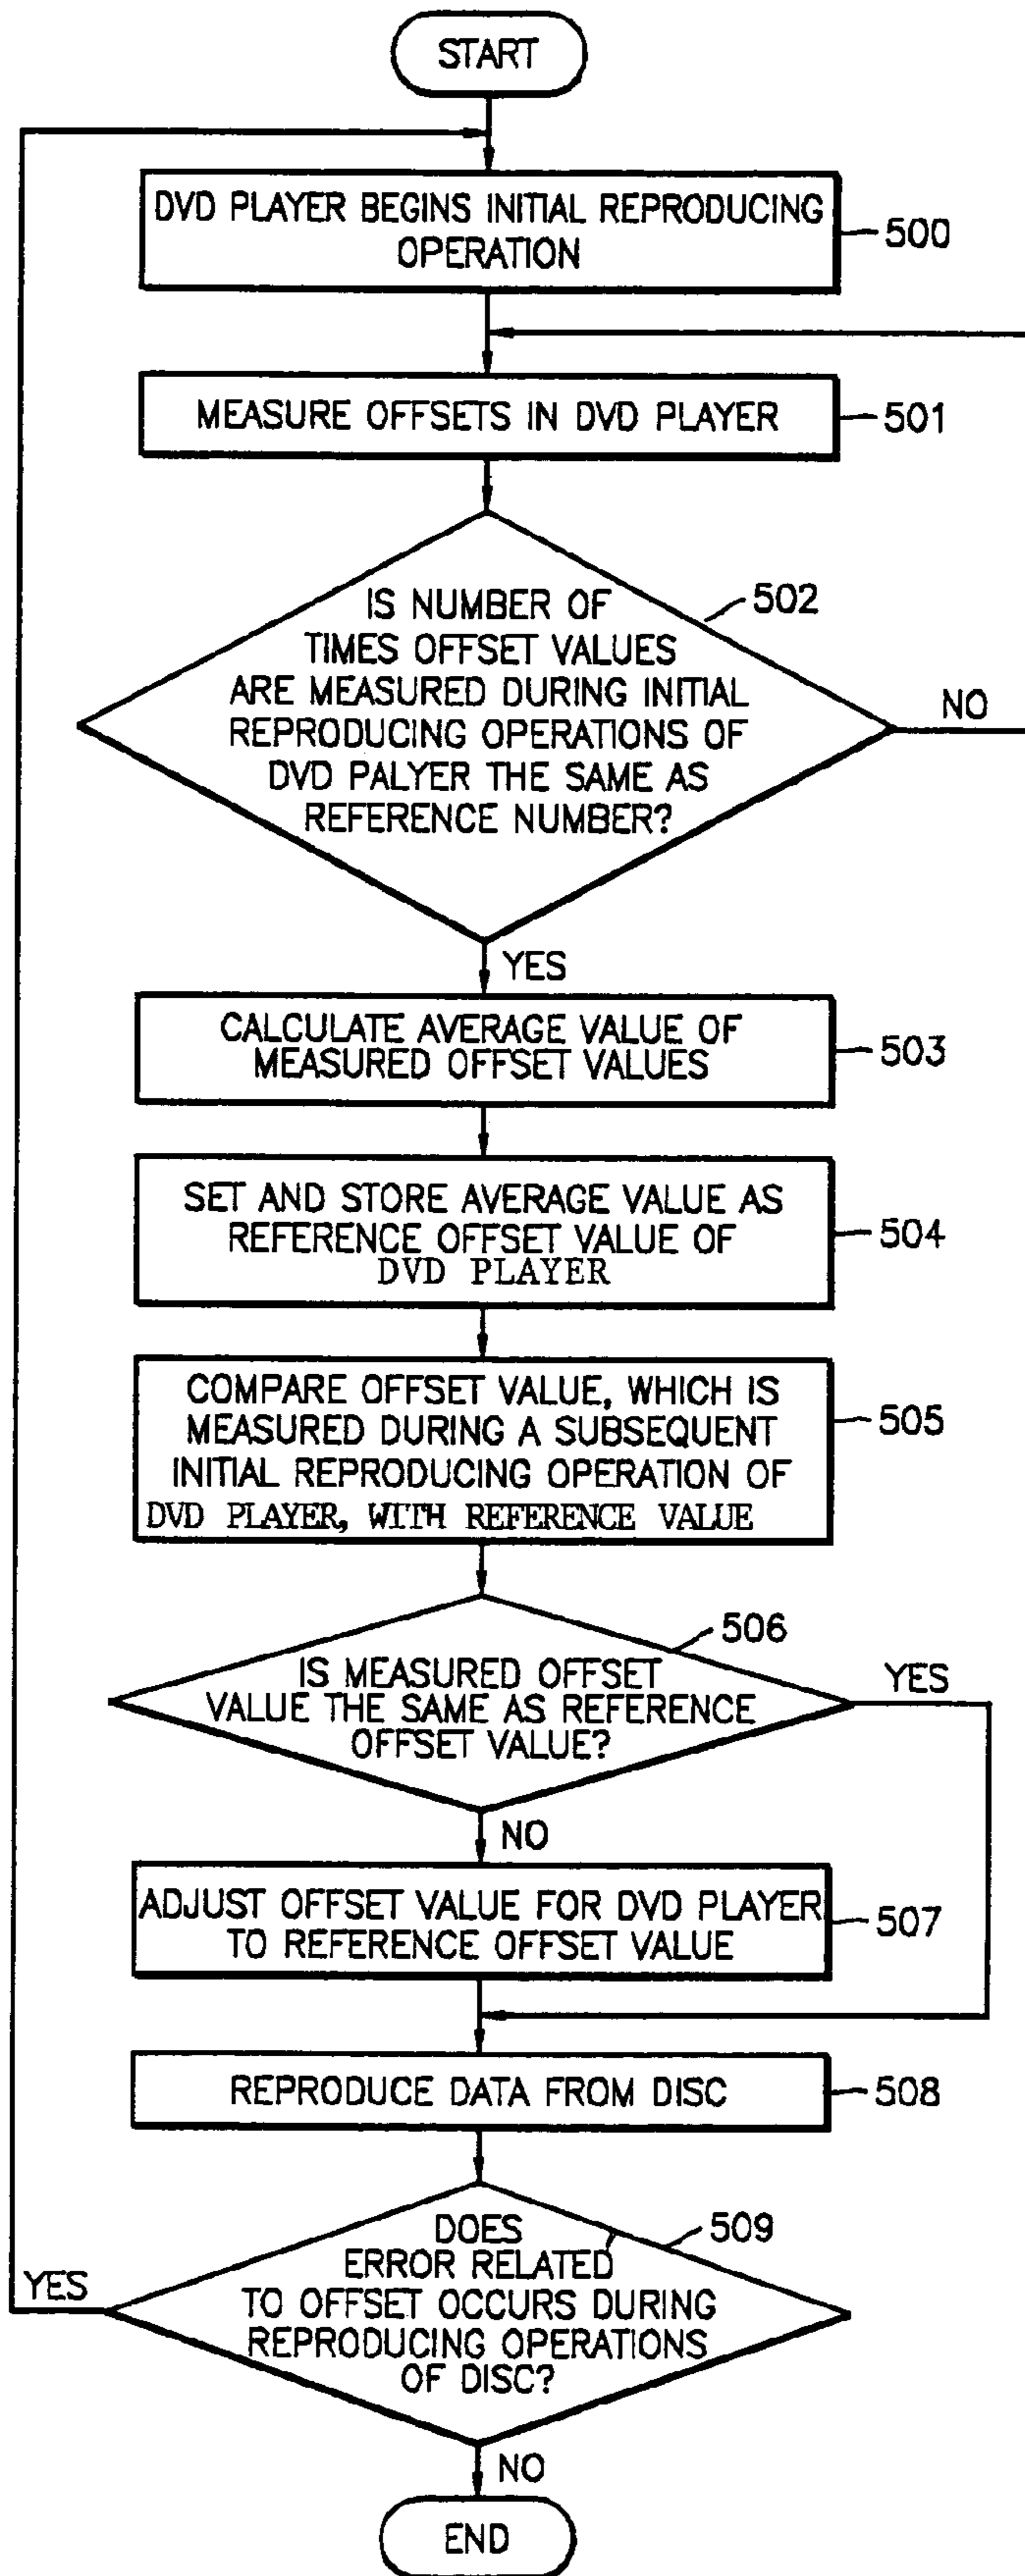 START
DVD PLAYER BEGINS INITIAL REPRODUCING
OPERATION
500
MEASURE OFFSETS IN DVD PLAYER
501
IS NUMBER OF
TIMES OFFSET VALUES
ARE MEASURED DURING INITIAL
REPRODUCING OPERATIONS OF
DVD PALYER THE SAME AS
REFERENCE NUMBER?
502
NO
YES
CALCULATE AVERAGE VALUE OF
MEASURED OFFSET VALUES
503
SET AND STORE AVERAGE VALUE AS
REFERENCE OFFSET VALUE OF
DVD PLAYER
504
COMPARE OFFSET VALUE, WHICH IS
MEASURED DURING A SUBSEQUENT
INITIAL REPRODUCING OPERATION OF
DVD PLAYER, WITH REFERENCE VALUE
505
IS MEASURED OFFSET
VALUE THE SAME AS REFERENCE
OFFSET VALUE?
506
YES
NO
ADJUST OFFSET VALUE FOR DVD PLAYER
TO REFERENCE OFFSET VALUE
507
REPRODUCE DATA FROM DISC
508
DOES
ERROR RELATED
TO OFFSET OCCURS DURING
REPRODUCING OPERATIONS
OF DISC?
509
YES
NO
END